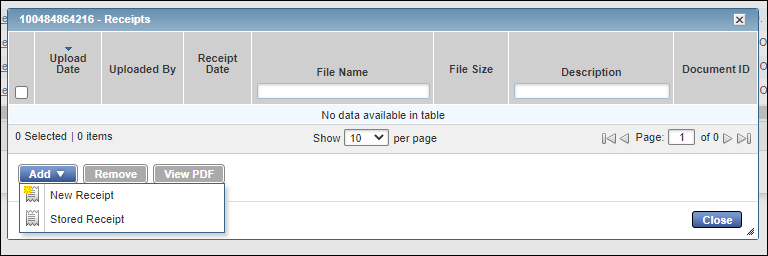 100484864216 - Receipts
Upload Date
Uploaded By
Receipt Date
File Name
File Size
Description
Document ID
No data available in table
0 Selected | 0 items
Show 10 per page
Page: 1 of 0
Add
Remove
View PDF
New Receipt
Stored Receipt
Close